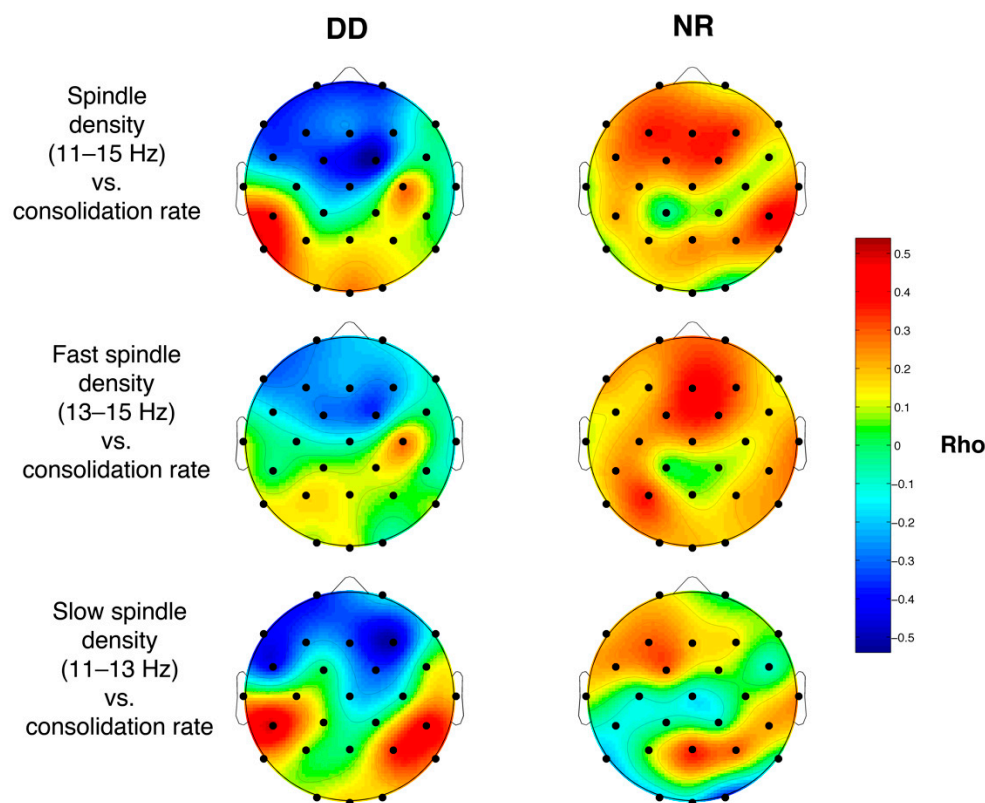 DD
NR
Spindle
density
(11–15 Hz)
vs.
consolidation rate
Fast spindle
density
(13–15 Hz)
vs.
consolidation rate
Slow spindle
density
(11–13 Hz)
vs.
consolidation rate
0.5
0.4
0.3
0.2
0.1
0
–0.1
–0.2
–0.3
–0.4
–0.5
Rho